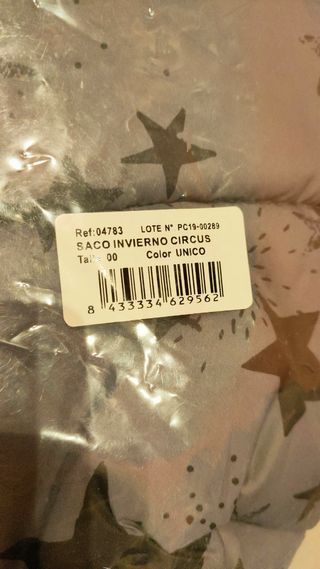 Ref:04783 LOTE Nº PC19-00289
SACO INVIERNO CIRCUS
Talla 00 Color UNICO
8 433334 629562